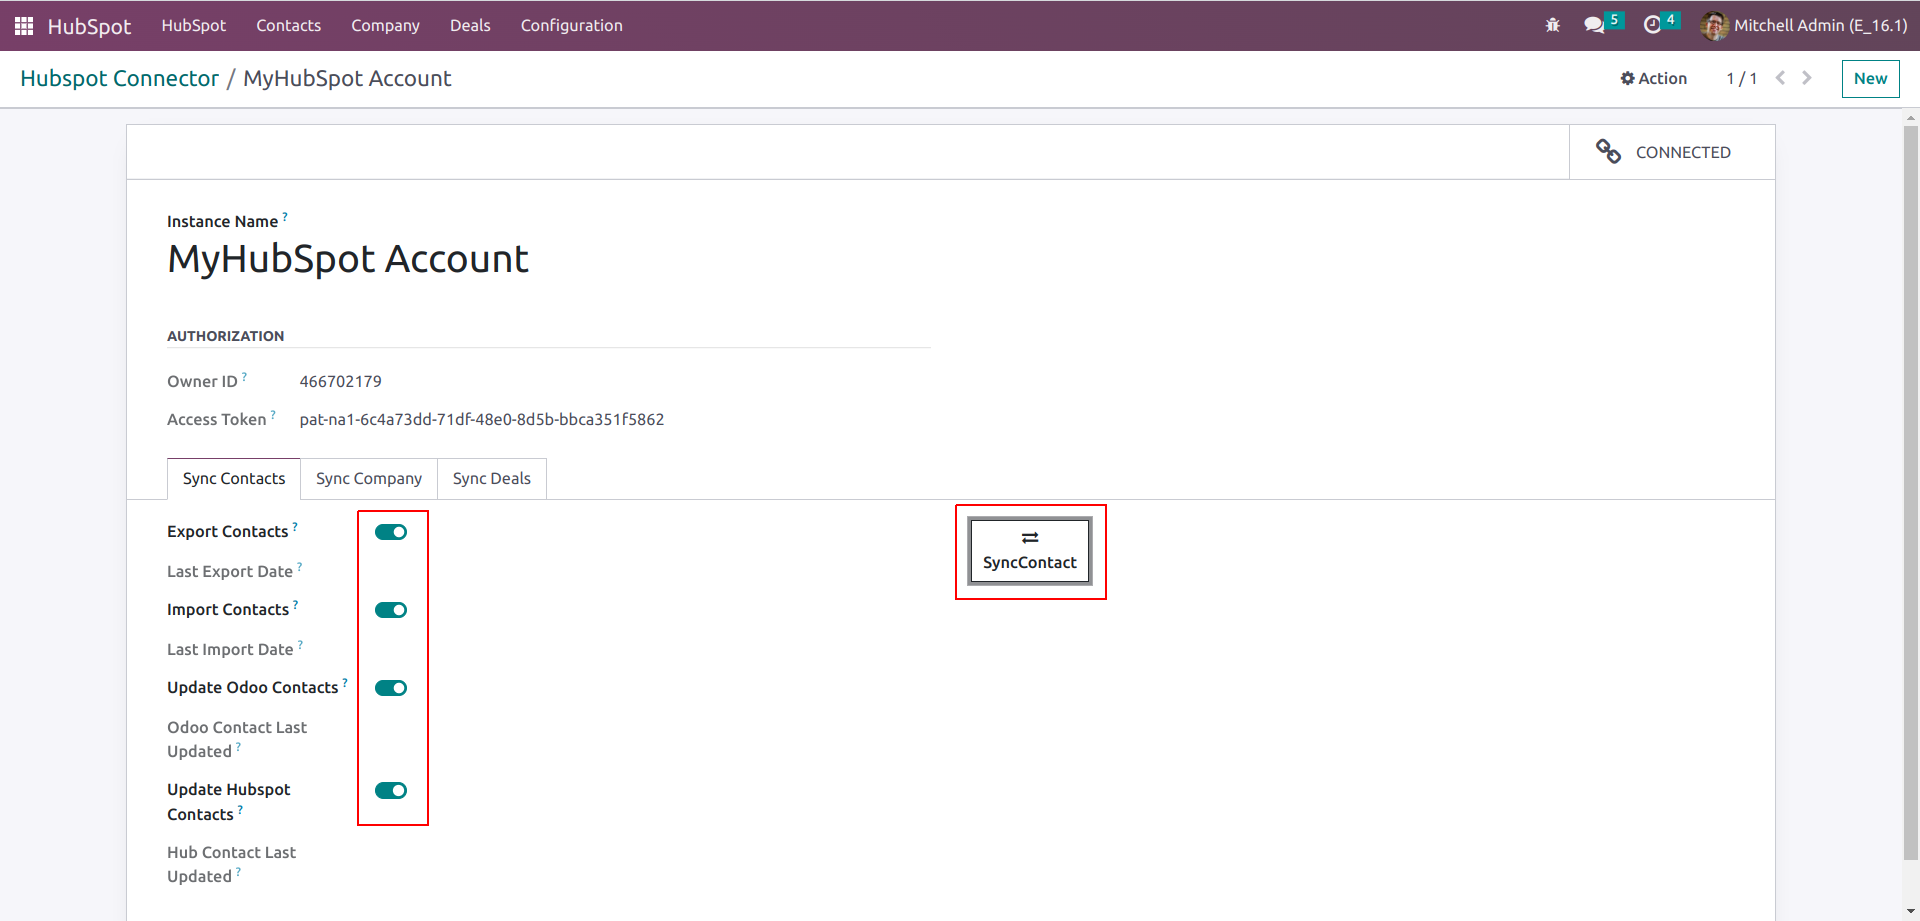 HubSpot HubSpot Contacts Company Deals Configuration 5 4 Mitchell Admin (E_16.1)
Hubspot Connector / MyHubSpot Account Action 1 / 1 New
CONNECTED
Instance Name ?
MyHubSpot Account
AUTHORIZATION
Owner ID ? 466702179
Access Token ? pat-na1-6c4a73dd-71df-48e0-8d5b-bbca351f5862
Sync Contacts Sync Company Sync Deals
Export Contacts ?
SyncContact
Last Export Date ?
Import Contacts ?
Last Import Date ?
Update Odoo Contacts ?
Odoo Contact Last
Updated ?
Update Hubspot
Contacts ?
Hub Contact Last
Updated ?